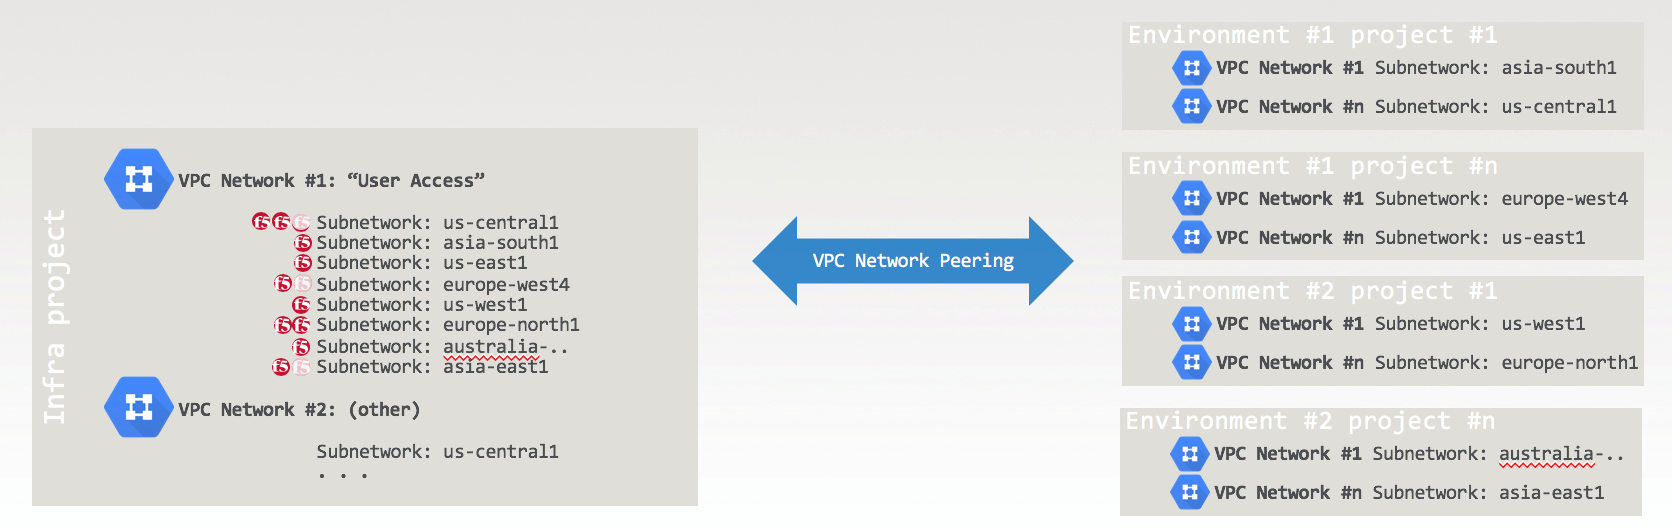 Infra project
VPC Network #1: “User Access”
f5 f5 f5 Subnetwork: us-central1
f5 Subnetwork: asia-south1
f5 Subnetwork: us-east1
f5 f5 Subnetwork: europe-west4
f5 Subnetwork: us-west1
f5 f5 Subnetwork: europe-north1
f5 Subnetwork: australia-..
f5 f5 Subnetwork: asia-east1
VPC Network #2: (other)
Subnetwork: us-central1
. . .
VPC Network Peering
Environment #1 project #1
VPC Network #1 Subnetwork: asia-south1
VPC Network #n Subnetwork: us-central1
Environment #1 project #n
VPC Network #1 Subnetwork: europe-west4
VPC Network #n Subnetwork: us-east1
Environment #2 project #1
VPC Network #1 Subnetwork: us-west1
VPC Network #n Subnetwork: europe-north1
Environment #2 project #n
VPC Network #1 Subnetwork: australia-..
VPC Network #n Subnetwork: asia-east1